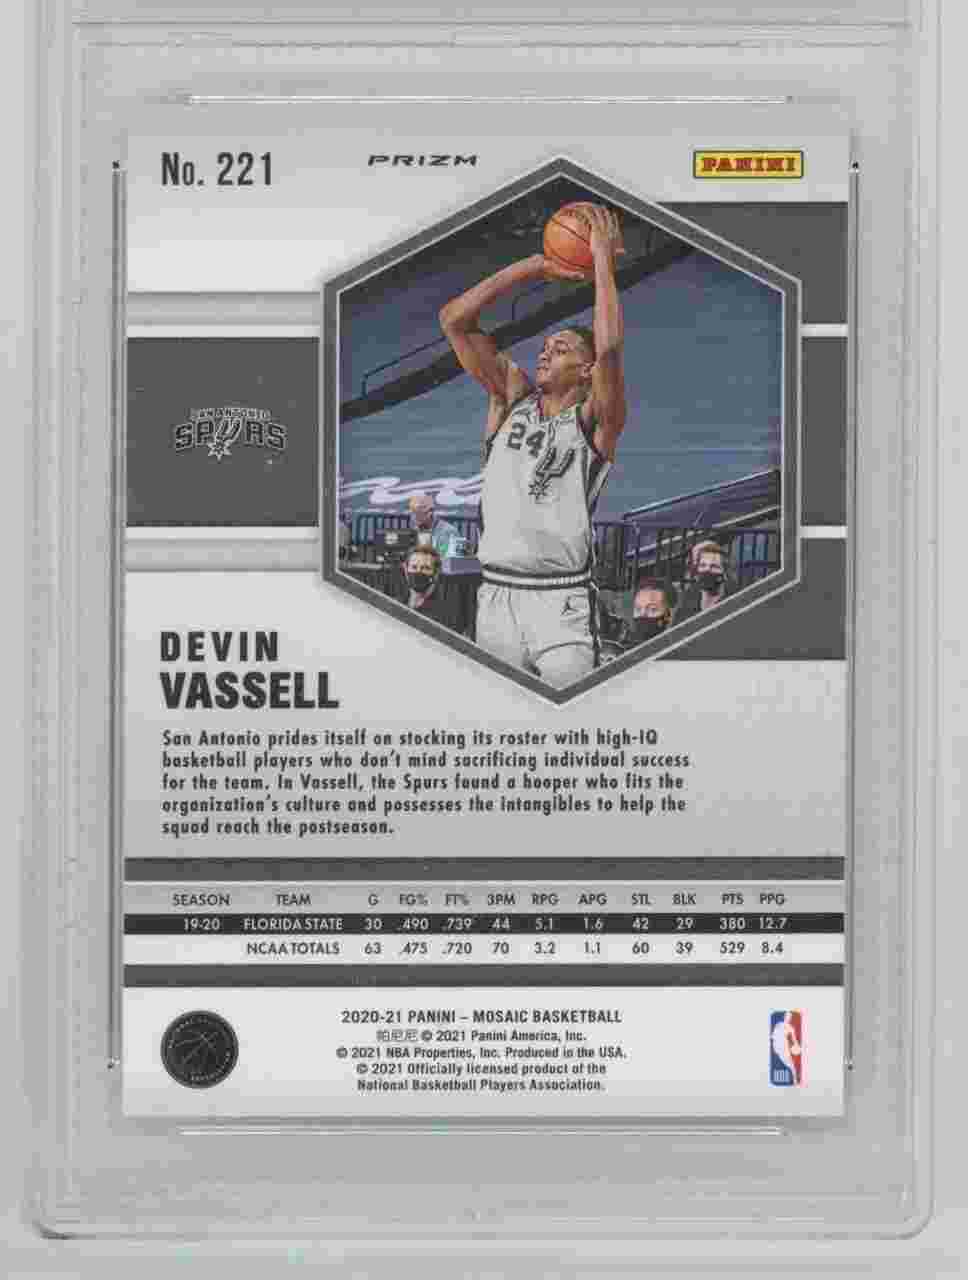 No. 221
PRIZM
PANINI
SAN ANTONIO
SPURS
24
DEVIN
VASSELL
San Antonio prides itself on stocking its roster with high-IQ
basketball players who don't mind sacrificing individual success
for the team. In Vassell, the Spurs found a hooper who fits the
organization's culture and possesses the intangibles to help the
squad reach the postseason.
SEASON TEAM G FG% FT% 3PM RPG APG STL BLK PTS PPG
19-20 FLORIDA STATE 30 .490 .739 44 5.1 1.6 42 29 380 12.7
NCAA TOTALS 63 .475 .720 70 3.2 1.1 60 39 529 8.4
2020-21 PANINI – MOSAIC BASKETBALL
帕尼尼 © 2021 Panini America, Inc.
© 2021 NBA Properties, Inc. Produced in the USA.
© 2021 Officially licensed product of the
National Basketball Players Association.
NBA